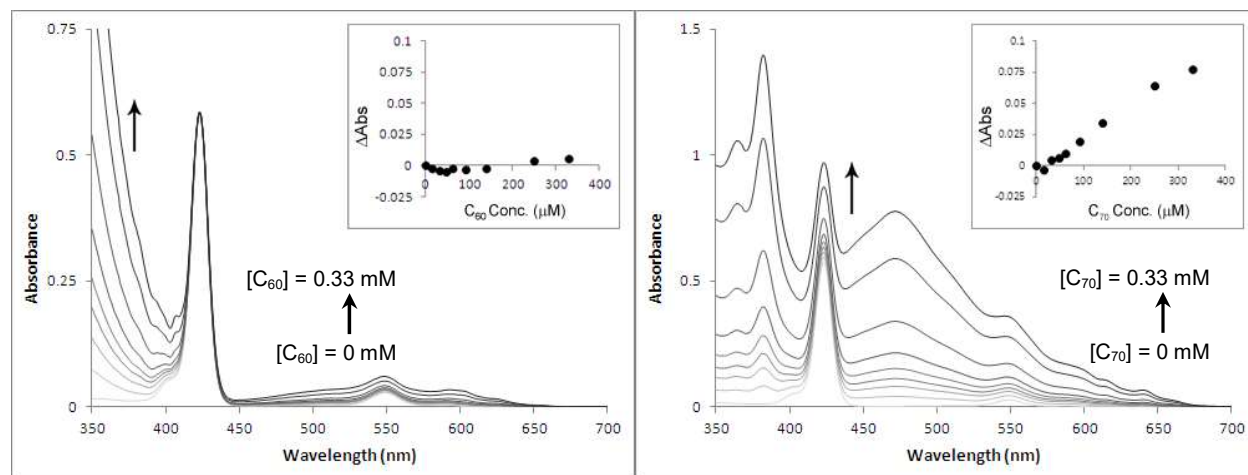 0.75
0.5
0.25
0
Absorbance
350 400 450 500 550 600 650 700
Wavelength (nm)
[C₆₀] = 0.33 mM
[C₆₀] = 0 mM
0.1
0.075
0.05
0.025
0
-0.025
ΔAbs
0 100 200 300 400
C₆₀ Conc. (μM)
1.5
1
0.5
0
Absorbance
350 400 450 500 550 600 650 700
Wavelength (nm)
[C₇₀] = 0.33 mM
[C₇₀] = 0 mM
0.1
0.075
0.05
0.025
0
-0.025
ΔAbs
0 100 200 300 400
C₇₀ Conc. (μM)